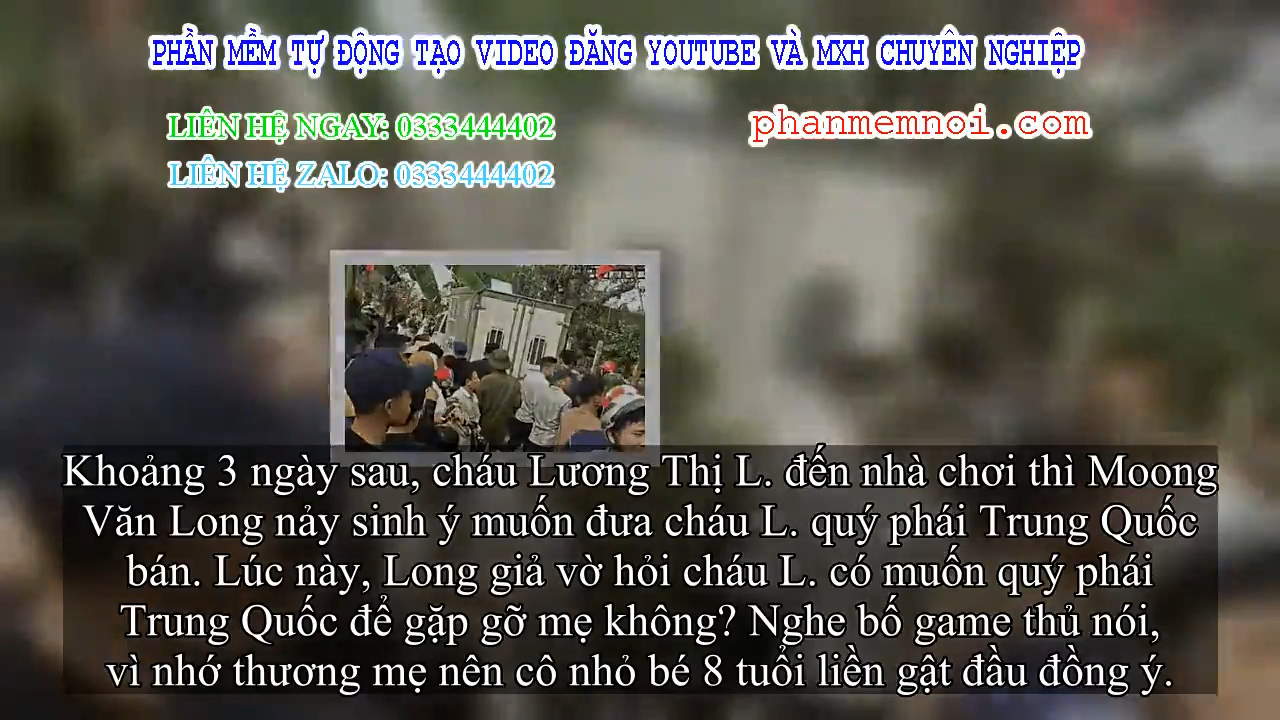 PHẦN MỀM TỰ ĐỘNG TẠO VIDEO ĐĂNG YOUTUBE VÀ MXH CHUYÊN NGHIỆP
LIÊN HỆ NGAY: 0333444402
phanmemnoi.com
LIÊN HỆ ZALO: 0333444402
Khoảng 3 ngày sau, cháu Lương Thị L. đến nhà chơi thì Moong
Văn Long nảy sinh ý muốn đưa cháu L. quý phái Trung Quốc
bán. Lúc này, Long giả vờ hỏi cháu L. có muốn quý phái
Trung Quốc để gặp gỡ mẹ không? Nghe bố game thủ nói,
vì nhớ thương mẹ nên cô nhỏ bé 8 tuổi liền gật đầu đồng ý.